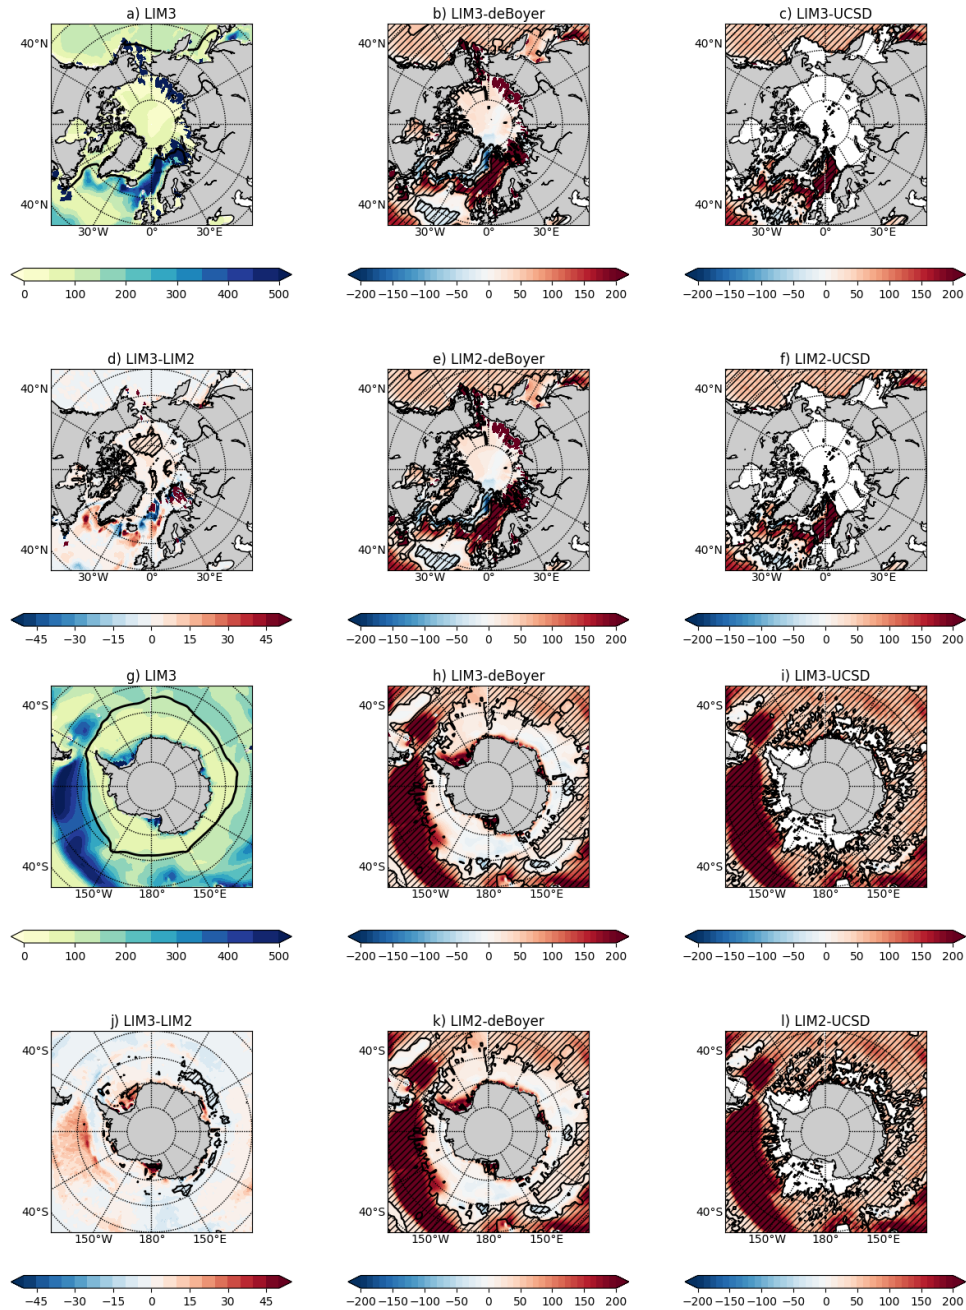 a) LIM3 b) LIM3-deBoyer c) LIM3-UCSD
40°N 40°N 40°N
40°N 40°N 40°N
30°W 0° 30°E 30°W 0° 30°E 30°W 0° 30°E
0 100 200 300 400 500 −200 −150 −100 −50 0 50 100 150 200 −200 −150 −100 −50 0 50 100 150 200
d) LIM3-LIM2 e) LIM2-deBoyer f) LIM2-UCSD
40°N 40°N 40°N
40°N 40°N 40°N
30°W 0° 30°E 30°W 0° 30°E 30°W 0° 30°E
−45 −30 −15 0 15 30 45 −200 −150 −100 −50 0 50 100 150 200 −200 −150 −100 −50 0 50 100 150 200
g) LIM3 h) LIM3-deBoyer i) LIM3-UCSD
40°S 40°S 40°S
40°S 40°S 40°S
150°W 180° 150°E 150°W 180° 150°E 150°W 180° 150°E
0 100 200 300 400 500 −200 −150 −100 −50 0 50 100 150 200 −200 −150 −100 −50 0 50 100 150 200
j) LIM3-LIM2 k) LIM2-deBoyer l) LIM2-UCSD
40°S 40°S 40°S
40°S 40°S 40°S
150°W 180° 150°E 150°W 180° 150°E 150°W 180° 150°E
−45 −30 −15 0 15 30 45 −200 −150 −100 −50 0 50 100 150 200 −200 −150 −100 −50 0 50 100 150 200